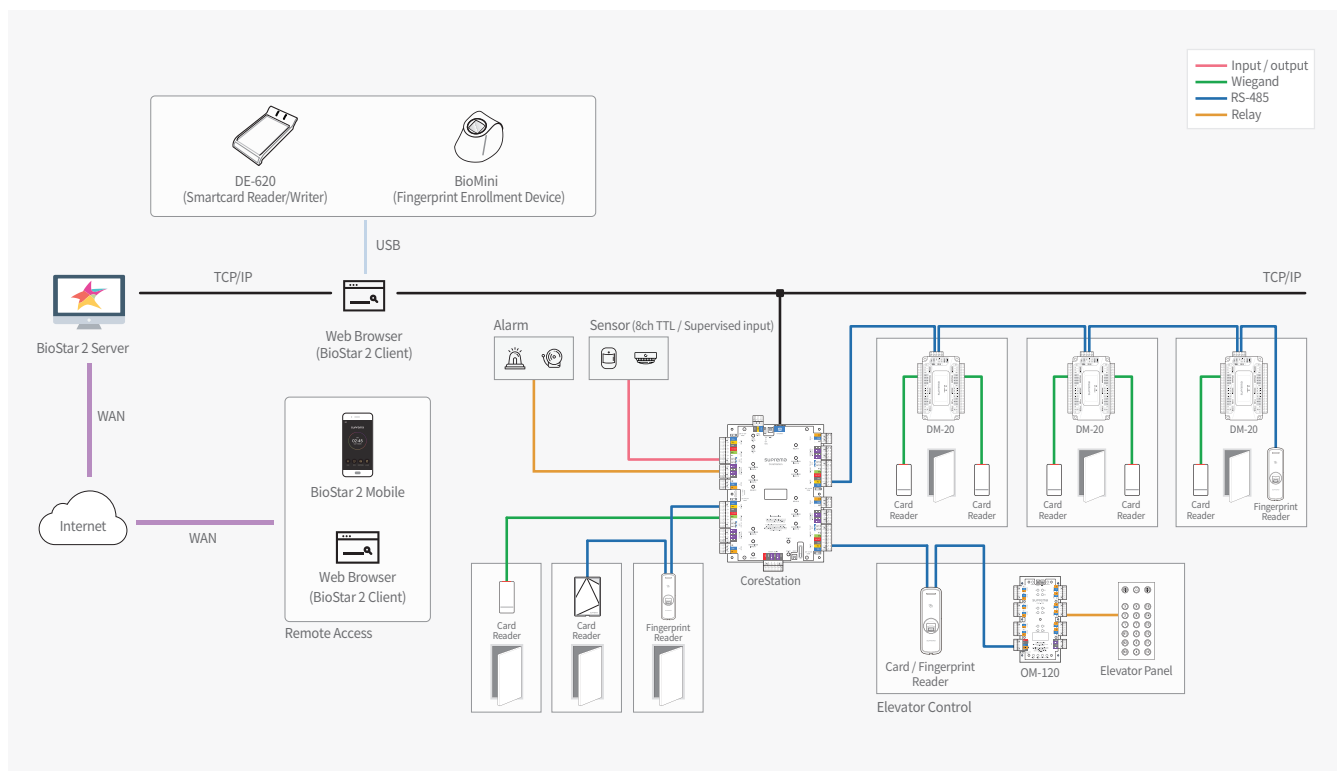 Input / output
Wiegand
RS-485
Relay
DE-620
(Smartcard Reader/Writer)
BioMini
(Fingerprint Enrollment Device)
USB
TCP/IP
TCP/IP
BioStar 2 Server
Web Browser
(BioStar 2 Client)
Alarm
Sensor (8ch TTL / Supervised input)
WAN
BioStar 2 Mobile
Internet
WAN
Web Browser
(BioStar 2 Client)
Remote Access
suprema
CoreStation
DM-20
DM-20
DM-20
Card
Reader
Card
Reader
Card
Reader
Card
Reader
Card
Reader
Fingerprint
Reader
Card
Reader
Card
Reader
Fingerprint
Reader
Card / Fingerprint
Reader
OM-120
Elevator Panel
Elevator Control